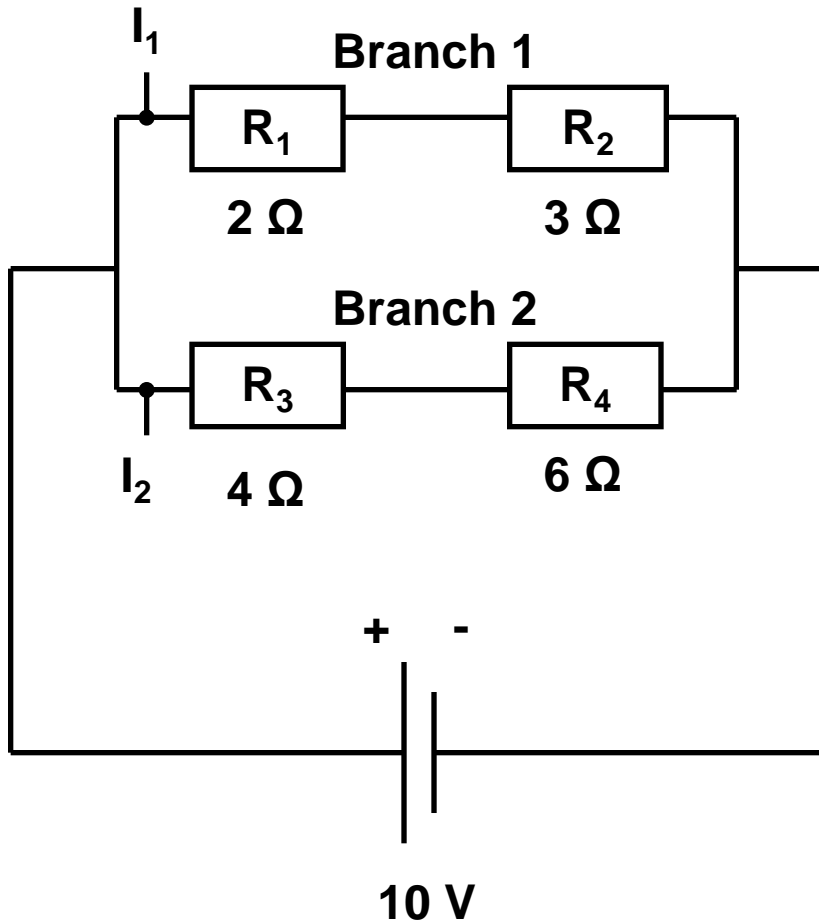 I₁
Branch 1
R₁ R₂
2 Ω 3 Ω
Branch 2
R₃ R₄
I₂
4 Ω 6 Ω
+ -
10 V